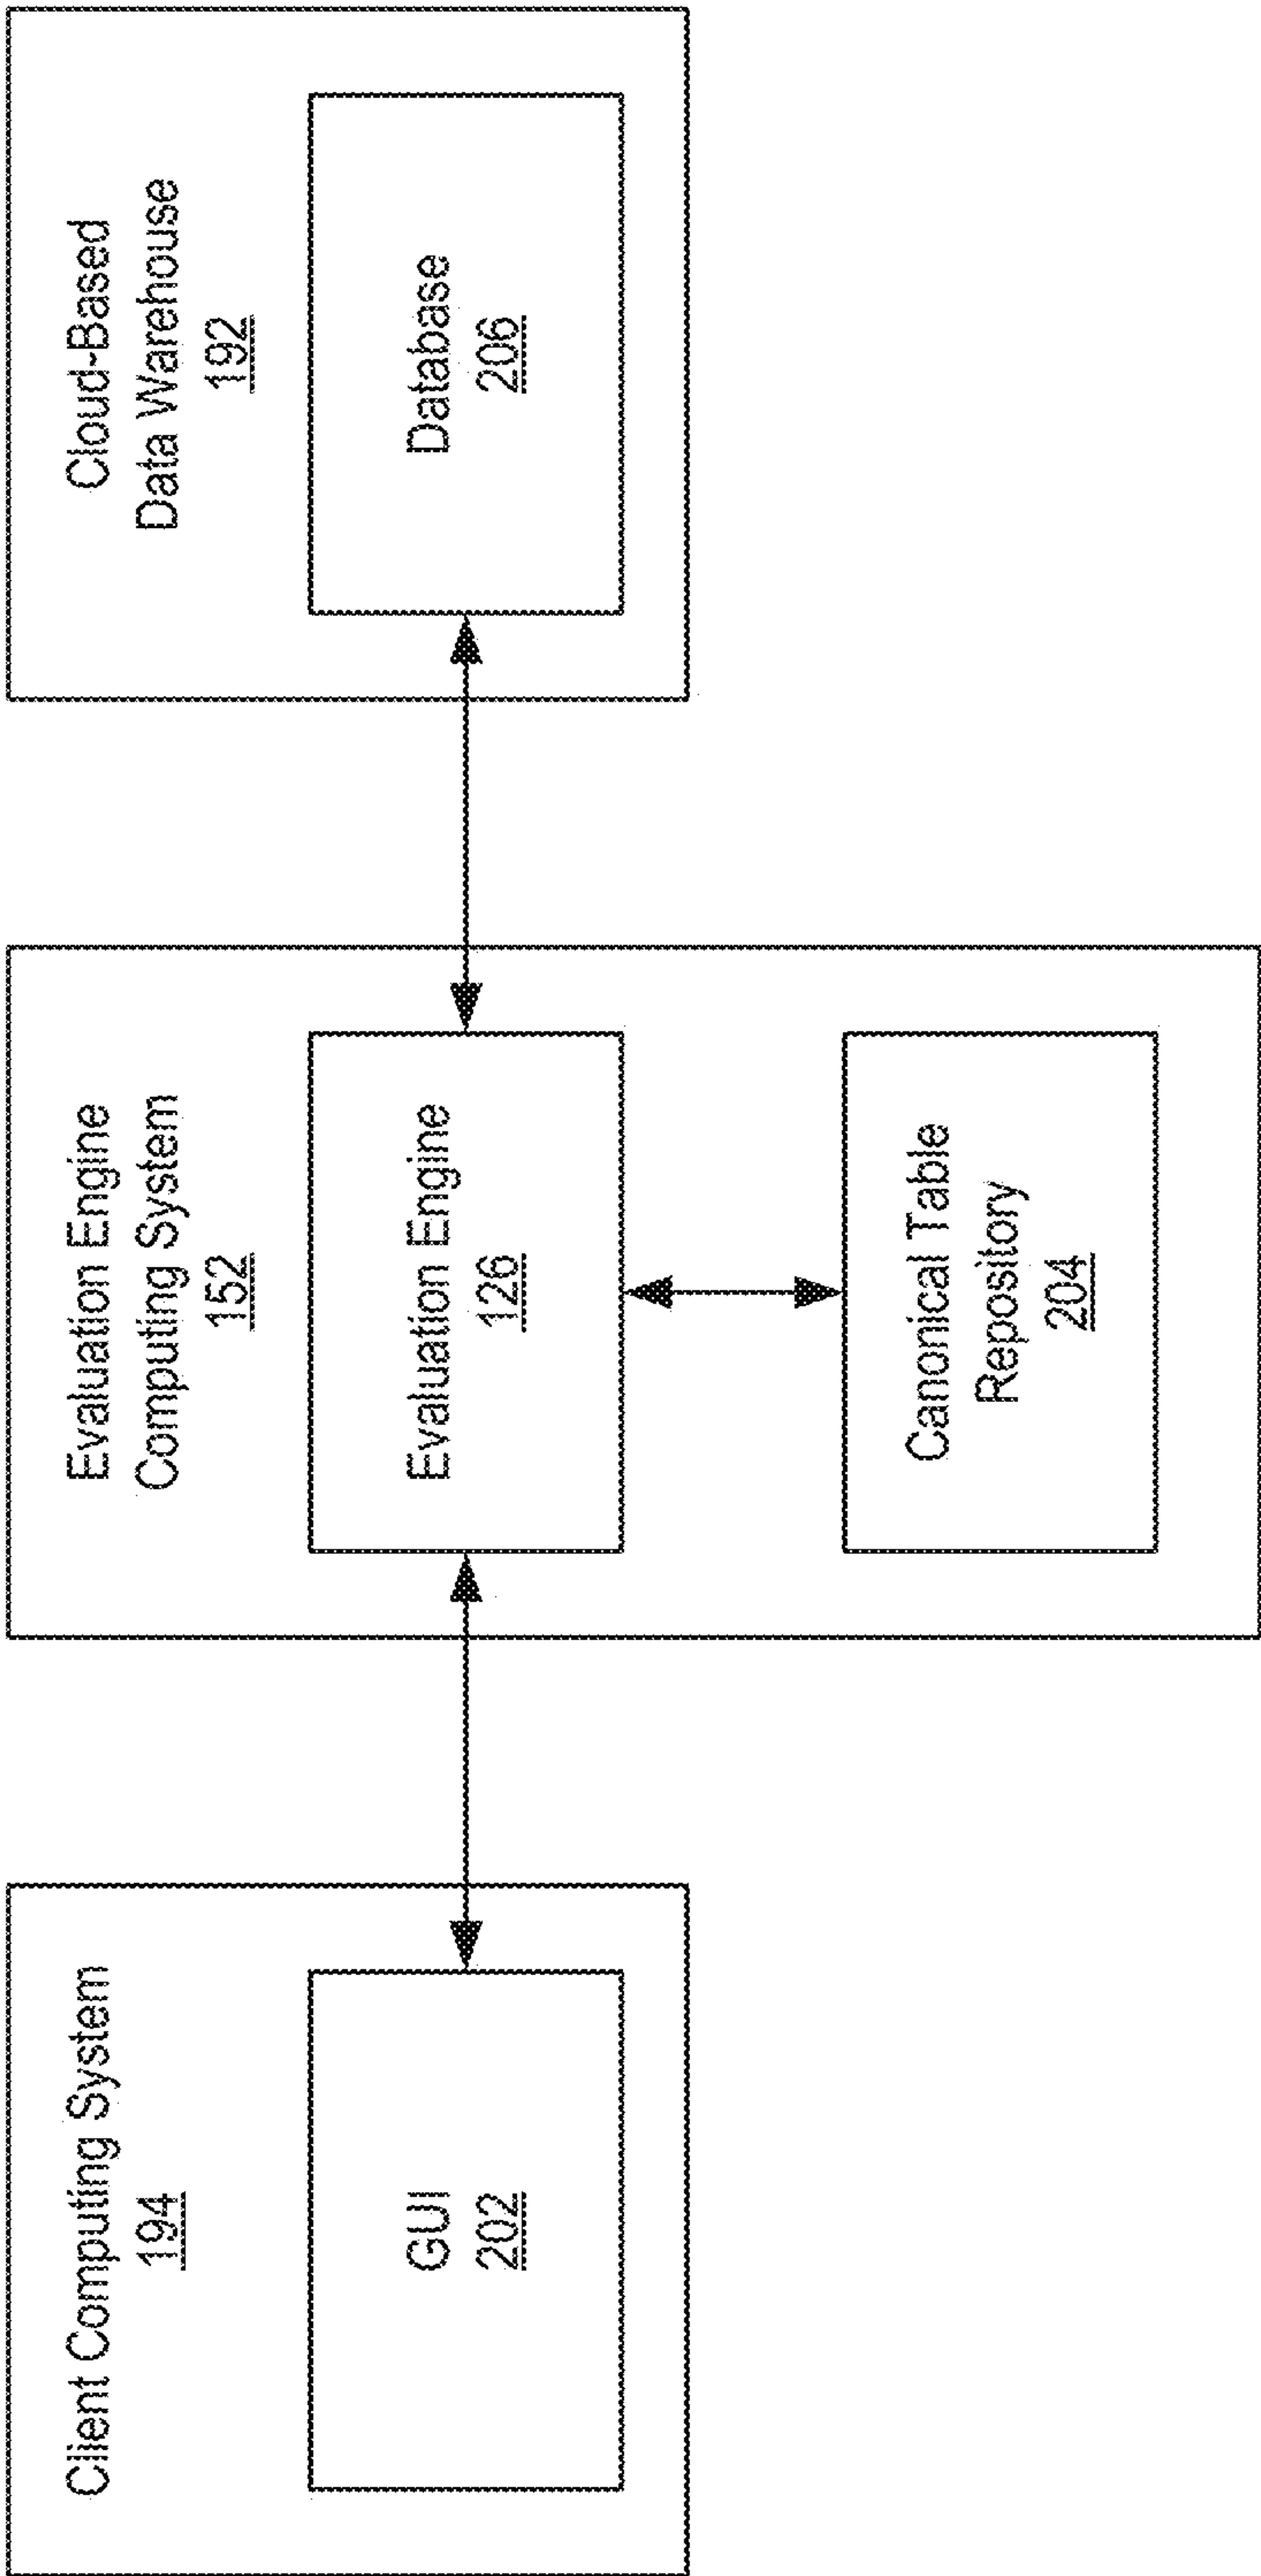 Client Computing System
194
GUI
202
Evaluation Engine
Computing System
152
Evaluation Engine
126
Canonical Table
Repository
204
Cloud-Based
Data Warehouse
192
Database
206